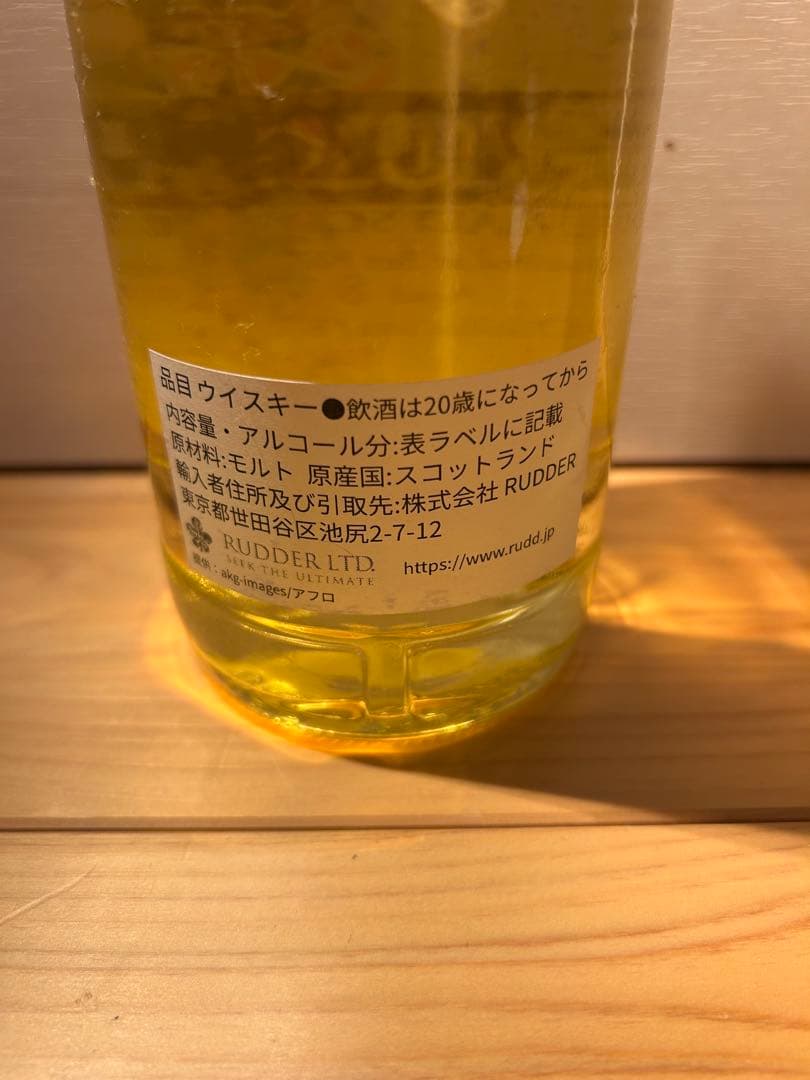 品目 ウイスキー●飲酒は20歳になってから
内容量・アルコール分:表ラベルに記載
原材料:モルト 原産国:スコットランド
輸入者住所及び引取先:株式会社 RUDDER
東京都世田谷区池尻2-7-12
RUDDER LTD.
SEEK THE ULTIMATE
https://www.rudd.jp
提供：akg-images/アフロ